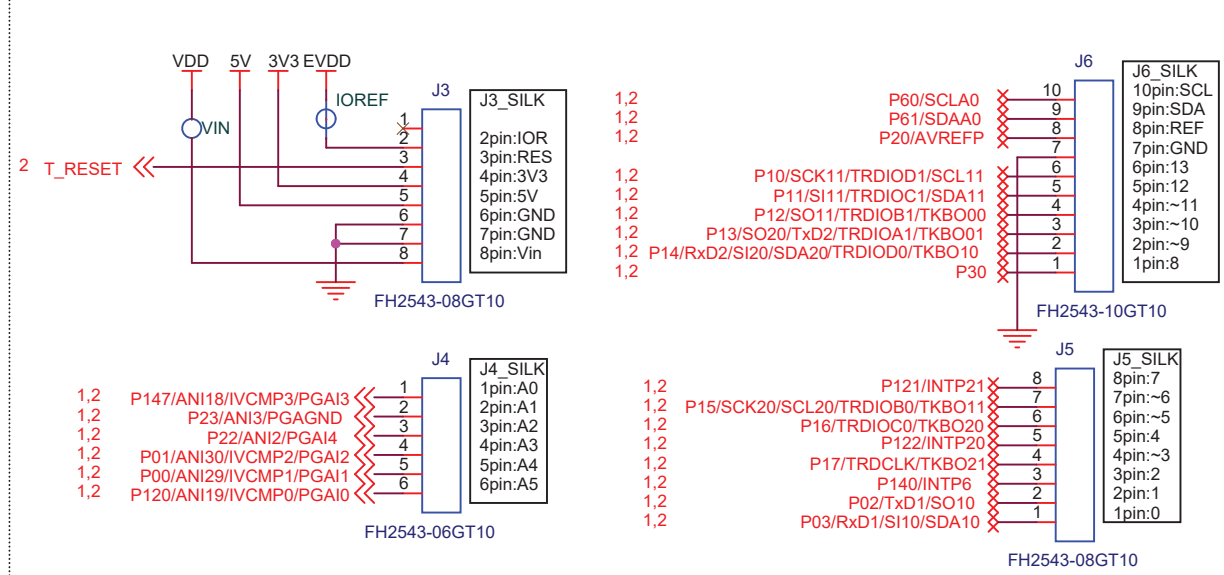 VDD 5V 3V3 EVDD
VIN
IOREF
2 T_RESET
J3
1
2
3
4
5
6
7
8
FH2543-08GT10
J3_SILK
2pin:IOR
3pin:RES
4pin:3V3
5pin:5V
6pin:GND
7pin:GND
8pin:Vin
J6
1,2 P60/SCLA0 10
1,2 P61/SDAA0 9
1,2 P20/AVREFP 8
7
1,2 P10/SCK11/TRDIOD1/SCL11 6
1,2 P11/SI11/TRDIOC1/SDA11 5
1,2 P12/SO11/TRDIOB1/TKBO00 4
1,2 P13/SO20/TxD2/TRDIOA1/TKBO01 3
1,2 P14/RxD2/SI20/SDA20/TRDIOD0/TKBO10 2
1,2 P30 1
FH2543-10GT10
J6_SILK
10pin:SCL
9pin:SDA
8pin:REF
7pin:GND
6pin:13
5pin:12
4pin:~11
3pin:~10
2pin:~9
1pin:8
J4
1,2 P147/ANI18/IVCMP3/PGAI3 1
1,2 P23/ANI3/PGAGND 2
1,2 P22/ANI2/PGAI4 3
1,2 P01/ANI30/IVCMP2/PGAI2 4
1,2 P00/ANI29/IVCMP1/PGAI1 5
1,2 P120/ANI19/IVCMP0/PGAI0 6
FH2543-06GT10
J4_SILK
1pin:A0
2pin:A1
3pin:A2
4pin:A3
5pin:A4
6pin:A5
J5
1,2 P121/INTP21 8
1,2 P15/SCK20/SCL20/TRDIOB0/TKBO11 7
1,2 P16/TRDIOC0/TKBO20 6
1,2 P122/INTP20 5
1,2 P17/TRDCLK/TKBO21 4
1,2 P140/INTP6 3
1,2 P02/TxD1/SO10 2
1,2 P03/RxD1/SI10/SDA10 1
FH2543-08GT10
J5_SILK
8pin:7
7pin:~6
6pin:~5
5pin:4
4pin:~3
3pin:2
2pin:1
1pin:0